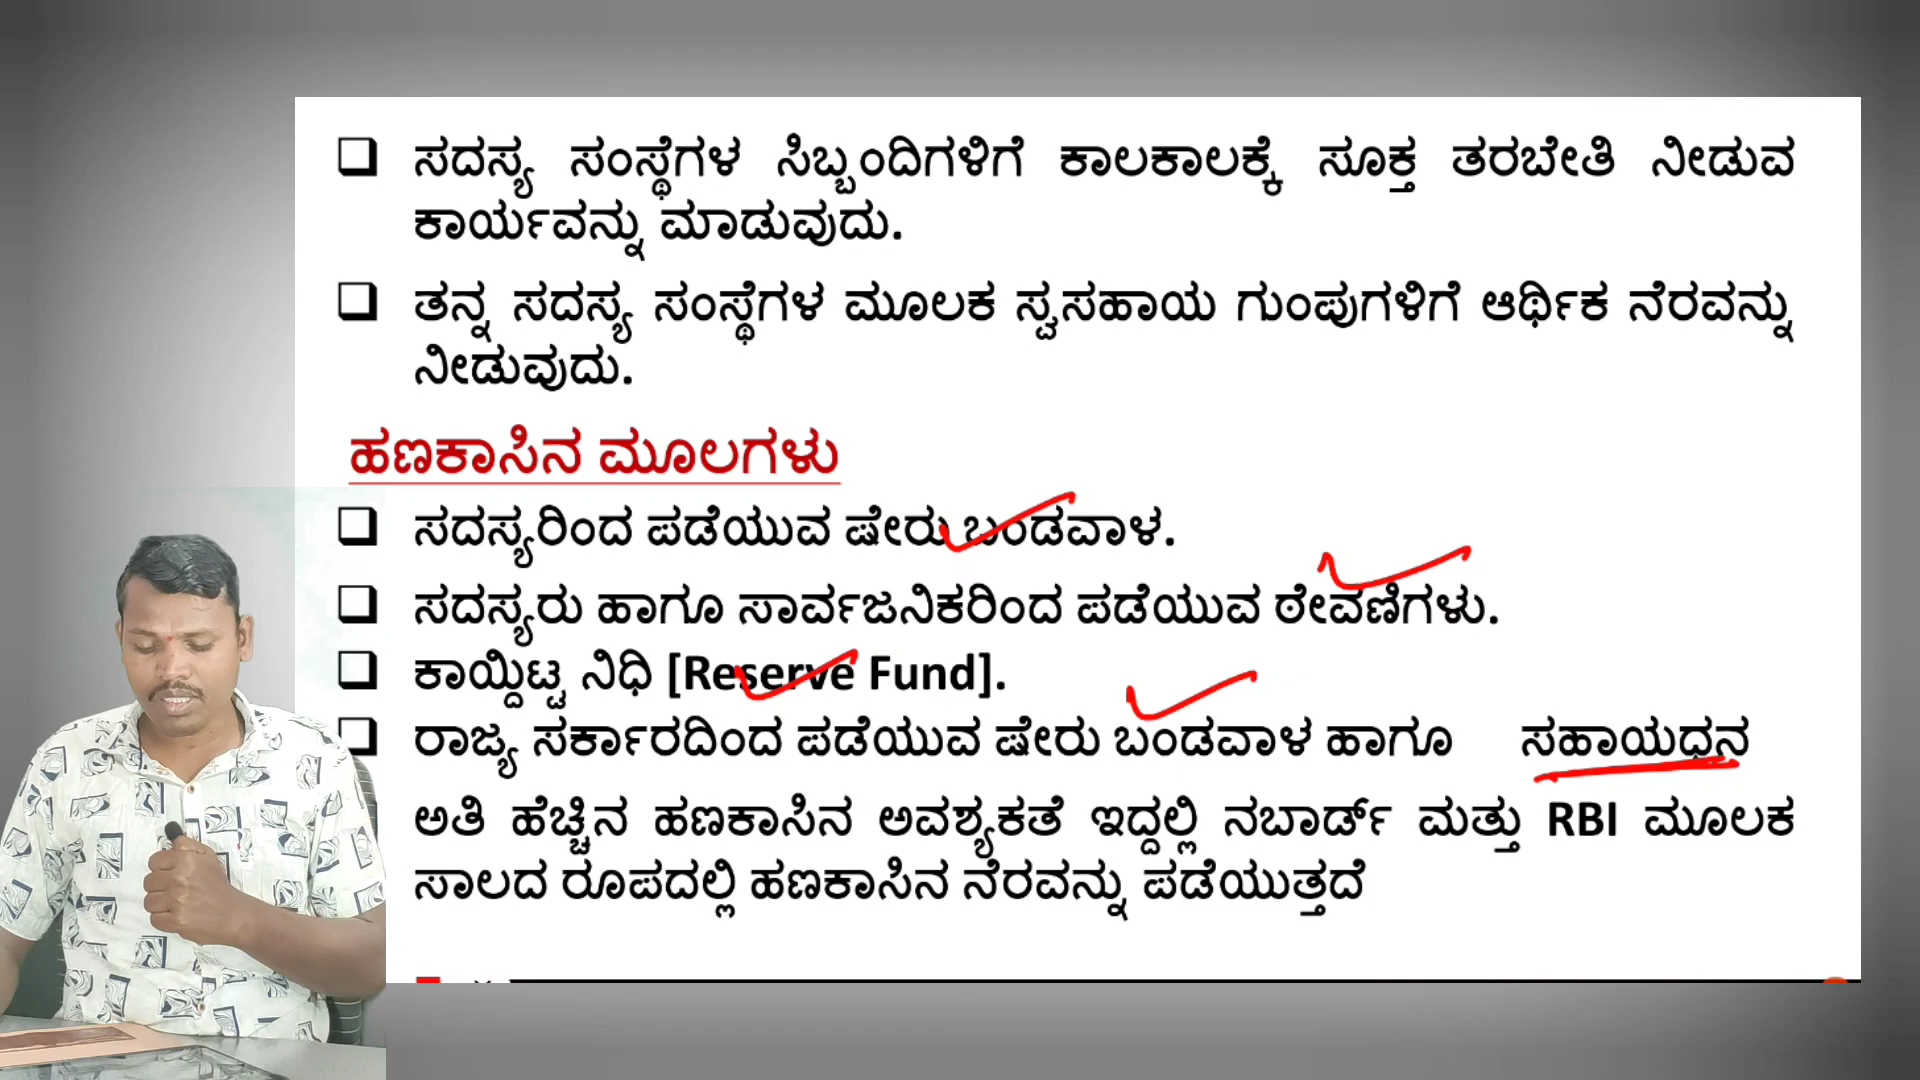 ಸದಸ್ಯ ಸಂಸ್ಥೆಗಳ ಸಿಬ್ಬಂದಿಗಳಿಗೆ ಕಾಲಕಾಲಕ್ಕೆ ಸೂಕ್ತ ತರಬೇತಿ ನೀಡುವ
ಕಾರ್ಯವನ್ನು ಮಾಡುವುದು.
ತನ್ನ ಸದಸ್ಯ ಸಂಸ್ಥೆಗಳ ಮೂಲಕ ಸ್ವಸಹಾಯ ಗುಂಪುಗಳಿಗೆ ಆರ್ಥಿಕ ನೆರವನ್ನು
ನೀಡುವುದು.
ಹಣಕಾಸಿನ ಮೂಲಗಳು
ಸದಸ್ಯರಿಂದ ಪಡೆಯುವ ಷೇರು ಬಂಡವಾಳ.
ಸದಸ್ಯರು ಹಾಗೂ ಸಾರ್ವಜನಿಕರಿಂದ ಪಡೆಯುವ ಠೇವಣಿಗಳು.
ಕಾಯ್ದಿಟ್ಟ ನಿಧಿ [Reserve Fund].
ರಾಜ್ಯ ಸರ್ಕಾರದಿಂದ ಪಡೆಯುವ ಷೇರು ಬಂಡವಾಳ ಹಾಗೂ ಸಹಾಯಧನ
ಅತಿ ಹೆಚ್ಚಿನ ಹಣಕಾಸಿನ ಅವಶ್ಯಕತೆ ಇದ್ದಲ್ಲಿ ನಬಾರ್ಡ್ ಮತ್ತು RBI ಮೂಲಕ
ಸಾಲದ ರೂಪದಲ್ಲಿ ಹಣಕಾಸಿನ ನೆರವನ್ನು ಪಡೆಯುತ್ತದೆ